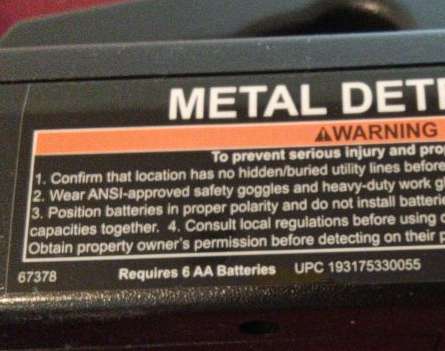 METAL DET
⚠WARNING
To prevent serious injury and pro
1. Confirm that location has no hidden/buried utility lines before
2. Wear ANSI-approved safety goggles and heavy-duty work g
3. Position batteries in proper polarity and do not install batterie
capacities together. 4. Consult local regulations before using
Obtain property owner's permission before detecting on their p
67378 Requires 6 AA Batteries UPC 193175330055